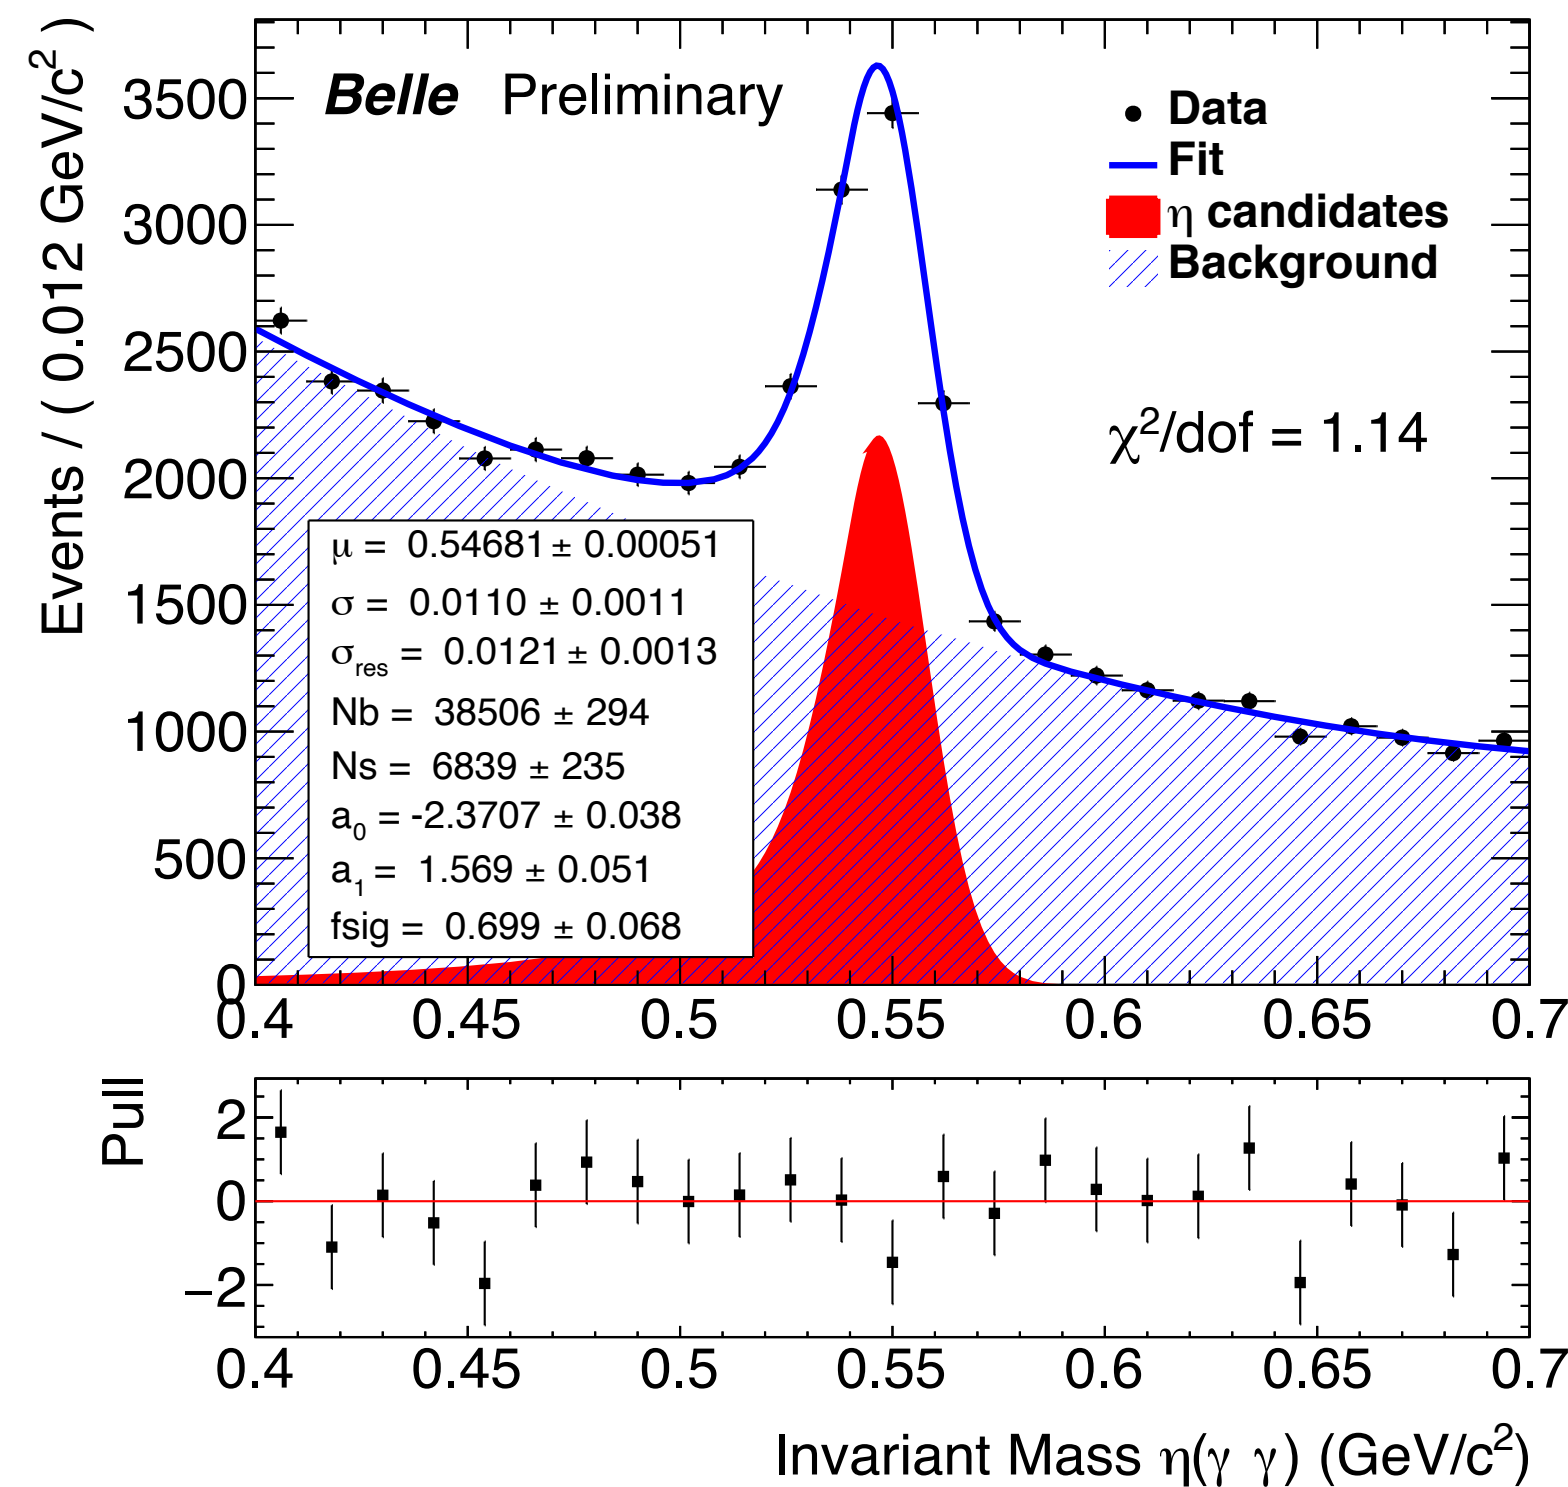 Events / ( 0.012 GeV/c² )
Belle Preliminary
Data
Fit
η candidates
Background
χ²/dof = 1.14
3500
3000
2500
2000
1500
1000
500
0
μ = 0.54681 ± 0.00051
σ = 0.0110 ± 0.0011
σ_res = 0.0121 ± 0.0013
Nb = 38506 ± 294
Ns = 6839 ± 235
a₀ = -2.3707 ± 0.038
a₁ = 1.569 ± 0.051
fsig = 0.699 ± 0.068
0.4 0.45 0.5 0.55 0.6 0.65 0.7
Pull
2
0
−2
0.4 0.45 0.5 0.55 0.6 0.65 0.7
Invariant Mass η(γ γ) (GeV/c²)